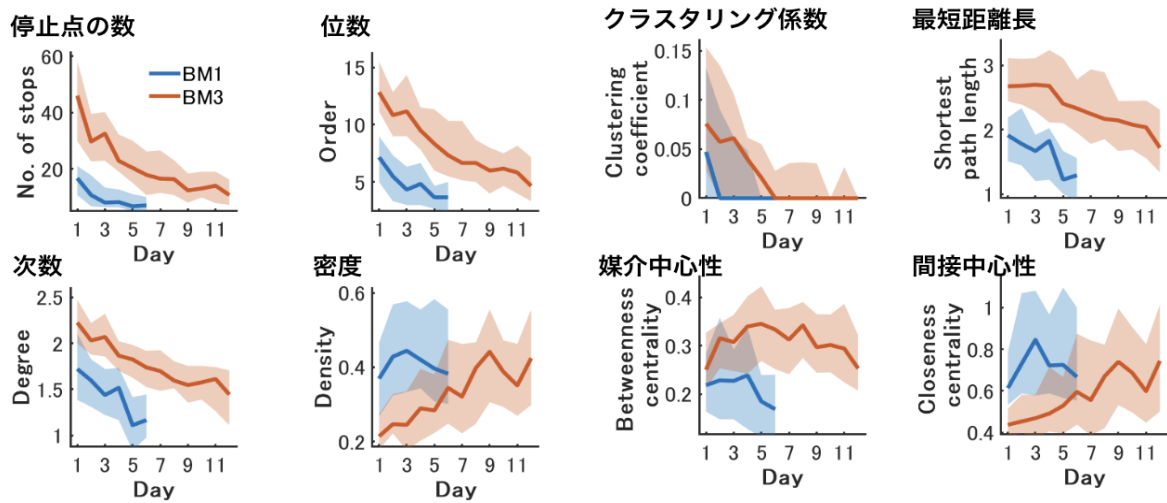 停止点の数
位数
クラスタリング係数
最短距離長
No. of stops
60
40
20
BM1
BM3
1 3 5 7 9 11
Day
Order
15
10
5
1 3 5 7 9 11
Day
Clustering
coefficient
0.15
0.1
0.05
0
1 3 5 7 9 11
Day
Shortest
path length
3
2
1
1 3 5 7 9 11
Day
次数
密度
媒介中心性
間接中心性
Degree
2.5
2
1.5
1
1 3 5 7 9 11
Day
Density
0.6
0.4
0.2
1 3 5 7 9 11
Day
Betweenness
centrality
0.4
0.3
0.2
1 3 5 7 9 11
Day
Closeness
centrality
1
0.8
0.6
0.4
1 3 5 7 9 11
Day